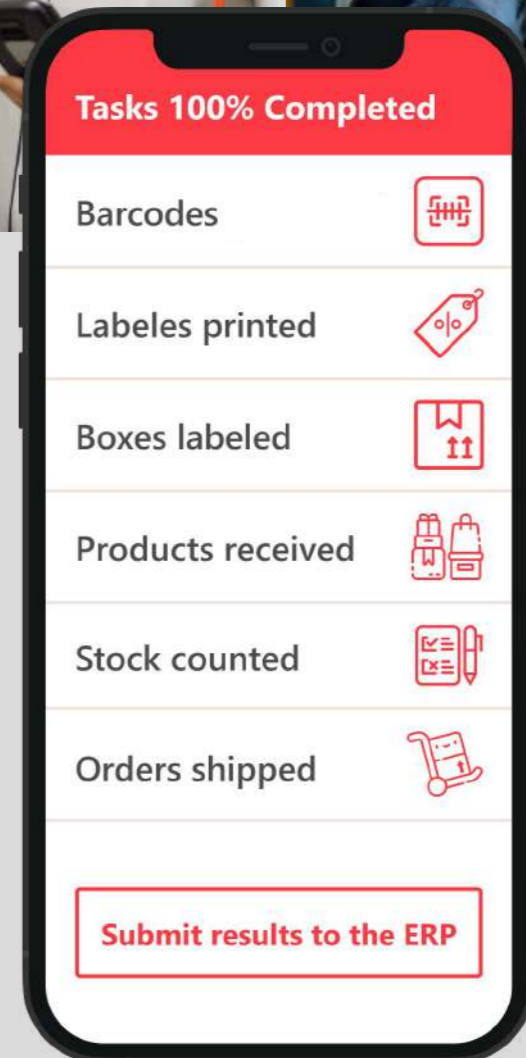 Tasks 100% Completed
Barcodes
Labeles printed
Boxes labeled
Products received
Stock counted
Orders shipped
Submit results to the ERP